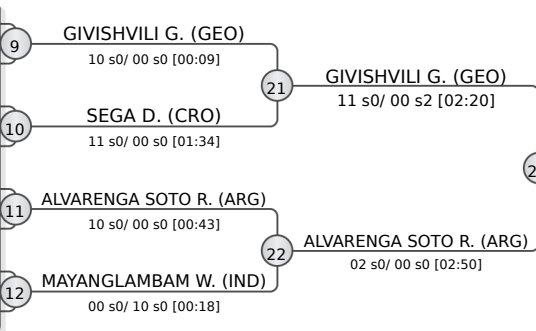 9
GIVISHVILI G. (GEO)
10 s0/ 00 s0 [00:09]
10
SEGA D. (CRO)
11 s0/ 00 s0 [01:34]
21
GIVISHVILI G. (GEO)
11 s0/ 00 s2 [02:20]
11
ALVARENGA SOTO R. (ARG)
10 s0/ 00 s0 [00:43]
12
MAYANGLAMBAM W. (IND)
00 s0/ 10 s0 [00:18]
22
ALVARENGA SOTO R. (ARG)
02 s0/ 00 s0 [02:50]